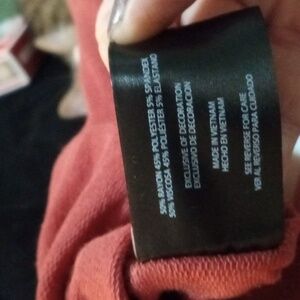 50% RAYON 45% POLYESTER 5% SPANDEX
50% VISCOSA 45% POLIÉSTER 5% ELASTANO
EXCLUSIVE OF DECORATION
EXCLUSIVO DE DECORACION
MADE IN VIETNAM
HECHO EN VIETNAM
SEE REVERSE FOR CARE
VER AL REVERSO PARA CUIDADO